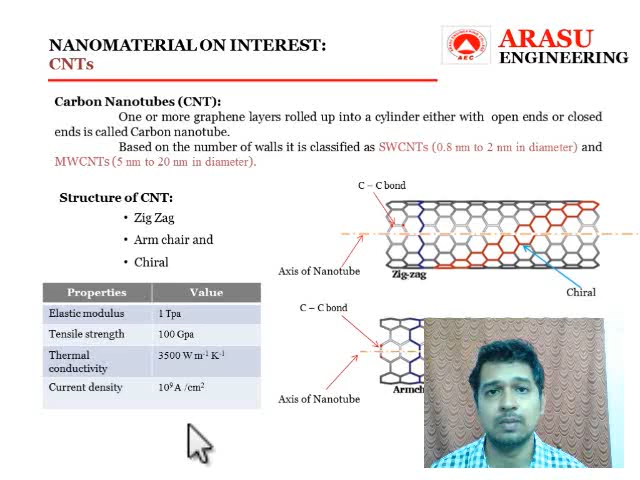 NANOMATERIAL ON INTEREST:
CNTs
AEC
ARASU
ENGINEERING
Carbon Nanotubes (CNT):
One or more graphene layers rolled up into a cylinder either with open ends or closed
ends is called Carbon nanotube.
Based on the number of walls it is classified as SWCNTs (0.8 nm to 2 nm in diameter) and
MWCNTs (5 nm to 20 nm in diameter).
Structure of CNT:
• Zig Zag
• Arm chair and
• Chiral
Properties Value
Elastic modulus 1 Tpa
Tensile strength 100 Gpa
Thermal conductivity 3500 W m⁻¹ K⁻¹
Current density 10⁹ A /cm²
C – C bond
Axis of Nanotube
Zig-zag
Chiral
C – C bond
Axis of Nanotube
Armch